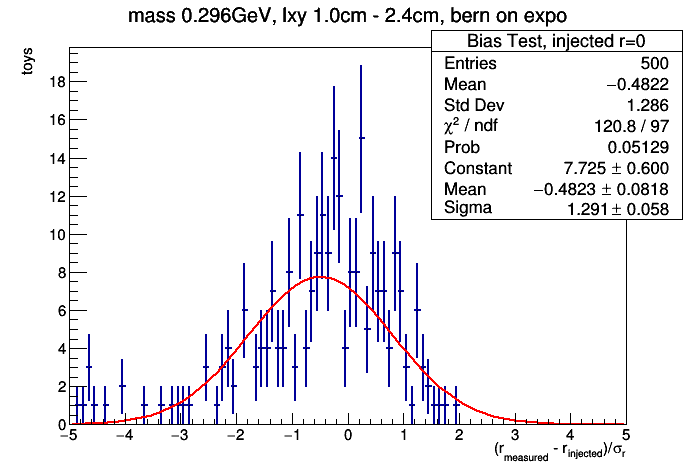 mass 0.296GeV, lxy 1.0cm - 2.4cm, bern on expo
Bias Test, injected r=0
Entries 500
Mean −0.4822
Std Dev 1.286
χ² / ndf 120.8 / 97
Prob 0.05129
Constant 7.725 ± 0.600
Mean −0.4823 ± 0.0818
Sigma 1.291 ± 0.058
toys
18
16
14
12
10
8
6
4
2
0
−5 −4 −3 −2 −1 0 1 2 3 4 5
(r_measured - r_injected)/σ_r